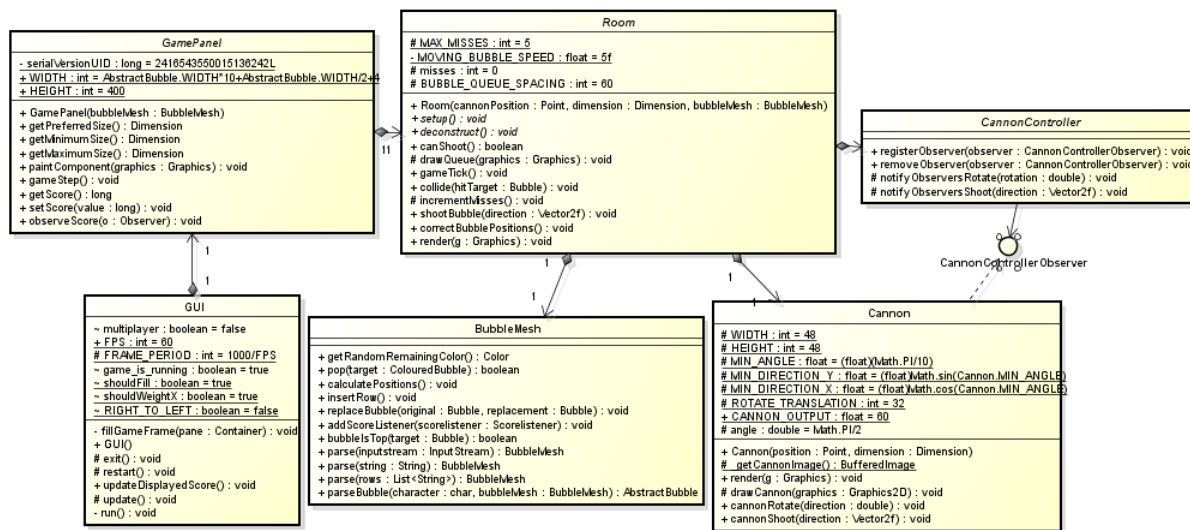 GamePanel
- serialVersionUID : long = 2416543550015136242L
+ WIDTH : int = AbstractBubble.WIDTH*10+AbstractBubble.WIDTH/2+4
+ HEIGHT : int = 400
+ GamePanel(bubbleMesh : BubbleMesh)
+ getPreferredSize() : Dimension
+ getMinimumSize() : Dimension
+ getMaximumSize() : Dimension
+ paintComponent(graphics : Graphics) : void
+ gameStep() : void
+ getScore() : long
+ setScore(value : long) : void
+ observeScore(o : Observer) : void
11
Room
# MAX_MISSES : int = 5
- MOVING_BUBBLE_SPEED : float = 5f
# misses : int = 0
# BUBBLE_QUEUE_SPACING : int = 60
+ Room(cannonPosition : Point, dimension : Dimension, bubbleMesh : BubbleMesh)
+ setup() : void
+ deconstruct() : void
+ canShoot() : boolean
# drawQueue(graphics : Graphics) : void
+ gameTick() : void
+ collide(hitTarget : Bubble) : void
# incrementMisses() : void
+ shootBubble(direction : Vector2f) : void
+ correctBubblePositions() : void
+ render(g : Graphics) : void
CannonController
+ registerObserver(observer : CannonControllerObserver) : void
+ removeObserver(observer : CannonControllerObserver) : void
# notifyObserversRotate(rotation : double) : void
# notifyObserversShoot(direction : Vector2f) : void
CannonControllerObserver
1
1
1
1
1
1
GUI
~ multiplayer : boolean = false
+ FPS : int = 60
# FRAME_PERIOD : int = 1000/FPS
~ game_is_running : boolean = true
~ shouldFill : boolean = true
~ shouldWeightX : boolean = true
~ RIGHT_TO_LEFT : boolean = false
- fillGameFrame(pane : Container) : void
+ GUI()
# exit() : void
# restart() : void
+ updateDisplayedScore() : void
# update() : void
- run() : void
BubbleMesh
+ getRandomRemainingColor() : Color
+ pop(target : ColouredBubble) : boolean
+ calculatePositions() : void
+ insertRow() : void
+ replaceBubble(original : Bubble, replacement : Bubble) : void
+ addScoreListener(scorelistener : Scorelistener) : void
+ bubbleIsTop(target : Bubble) : boolean
+ parse(inputstream : InputStream) : BubbleMesh
+ parse(string : String) : BubbleMesh
+ parse(rows : List<String>) : BubbleMesh
+ parseBubble(character : char, bubbleMesh : BubbleMesh) : AbstractBubble
Cannon
# WIDTH : int = 48
# HEIGHT : int = 48
# MIN_ANGLE : float = (float)(Math.PI/10)
# MIN_DIRECTION_Y : float = (float)Math.sin(Cannon.MIN_ANGLE)
# MIN_DIRECTION_X : float = (float)Math.cos(Cannon.MIN_ANGLE)
# ROTATE_TRANSLATION : int = 32
+ CANNON_OUTPUT : float = 60
# angle : double = Math.PI/2
+ Cannon(position : Point, dimension : Dimension)
# _getCannonImage() : BufferedImage
+ render(g : Graphics) : void
# drawCannon(graphics : Graphics2D) : void
+ cannonRotate(direction : double) : void
+ cannonShoot(direction : Vector2f) : void